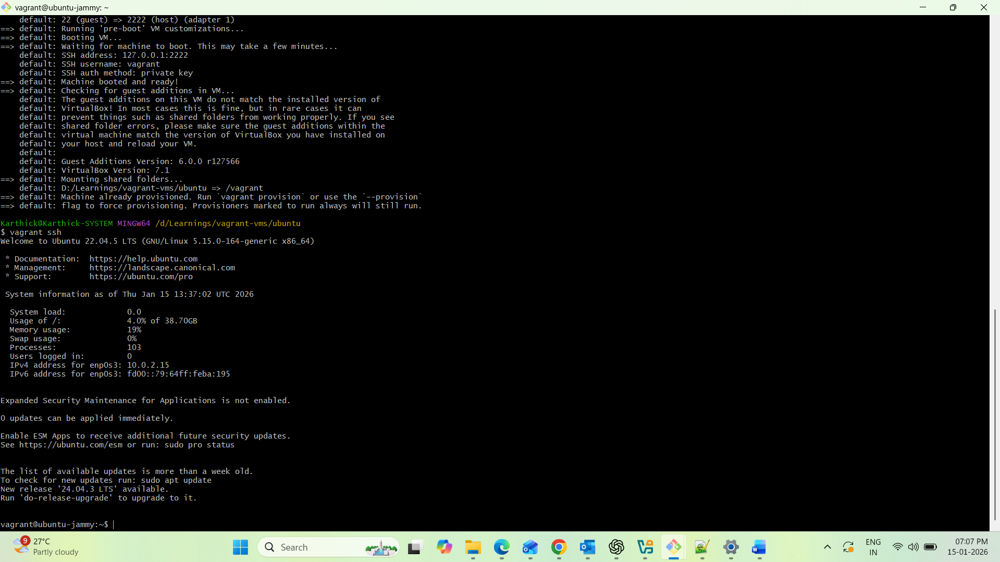 vagrant@ubuntu-jammy: ~
    default: 22 (guest) => 2222 (host) (adapter 1)
==> default: Running 'pre-boot' VM customizations...
==> default: Booting VM...
==> default: Waiting for machine to boot. This may take a few minutes...
    default: SSH address: 127.0.0.1:2222
    default: SSH username: vagrant
    default: SSH auth method: private key
==> default: Machine booted and ready!
==> default: Checking for guest additions in VM...
    default: The guest additions on this VM do not match the installed version of
    default: VirtualBox! In most cases this is fine, but in rare cases it can
    default: prevent things such as shared folders from working properly. If you see
    default: shared folder errors, please make sure the guest additions within the
    default: virtual machine match the version of VirtualBox you have installed on
    default: your host and reload your VM.
    default:
    default: Guest Additions Version: 6.0.0 r127566
    default: VirtualBox Version: 7.1
==> default: Mounting shared folders...
    default: D:/Learnings/vagrant-vms/ubuntu => /vagrant
==> default: Machine already provisioned. Run `vagrant provision` or use the `--provision`
==> default: flag to force provisioning. Provisioners marked to run always will still run.
Karthick@Karthick-SYSTEM MINGW64 /d/Learnings/vagrant-vms/ubuntu
$ vagrant ssh
Welcome to Ubuntu 22.04.5 LTS (GNU/Linux 5.15.0-164-generic x86_64)
 * Documentation:  https://help.ubuntu.com
 * Management:     https://landscape.canonical.com
 * Support:        https://ubuntu.com/pro
 System information as of Thu Jan 15 13:37:02 UTC 2026
  System load:             0.0
  Usage of /:              4.0% of 38.70GB
  Memory usage:            19%
  Swap usage:              0%
  Processes:               103
  Users logged in:         0
  IPv4 address for enp0s3: 10.0.2.15
  IPv6 address for enp0s3: fd00::79:64ff:feba:195
Expanded Security Maintenance for Applications is not enabled.
0 updates can be applied immediately.
Enable ESM Apps to receive additional future security updates.
See https://ubuntu.com/esm or run: sudo pro status
The list of available updates is more than a week old.
To check for new updates run: sudo apt update
New release '24.04.3 LTS' available.
Run 'do-release-upgrade' to upgrade to it.
vagrant@ubuntu-jammy:~$
9
27°C
Partly cloudy
Search
ENG
IN
07:07 PM
15-01-2026